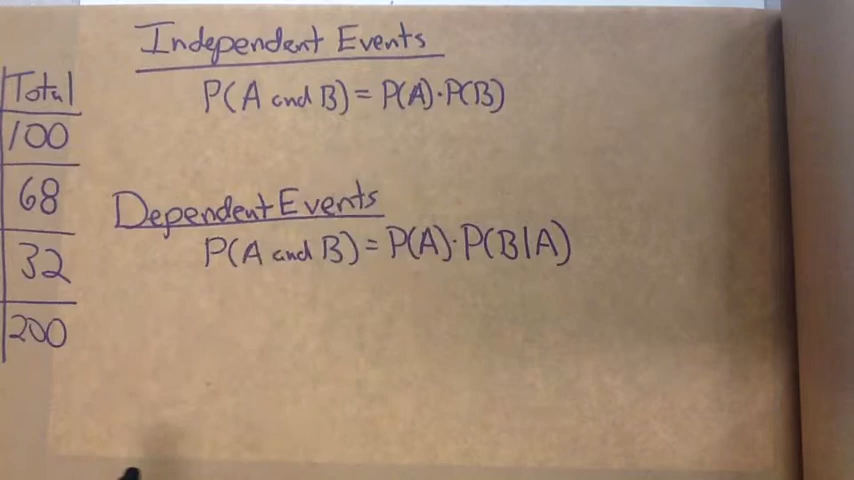 Total
100
68
32
200
Independent Events
P(A and B) = P(A)·P(B)
Dependent Events
P(A and B) = P(A)·P(B|A)